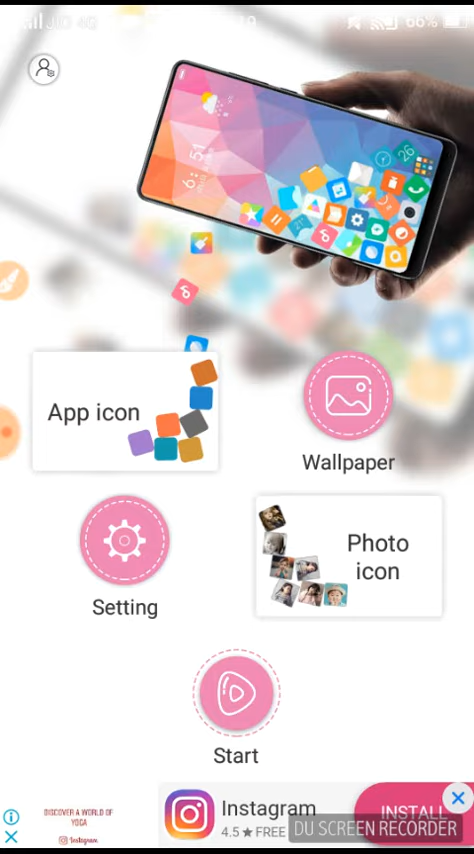 66%
App icon
Wallpaper
Photo
icon
Setting
Start
DISCOVER A WORLD OF
YOGA
Instagram
Instagram
4.5★FREE
INSTALL
DU SCREEN RECORDER